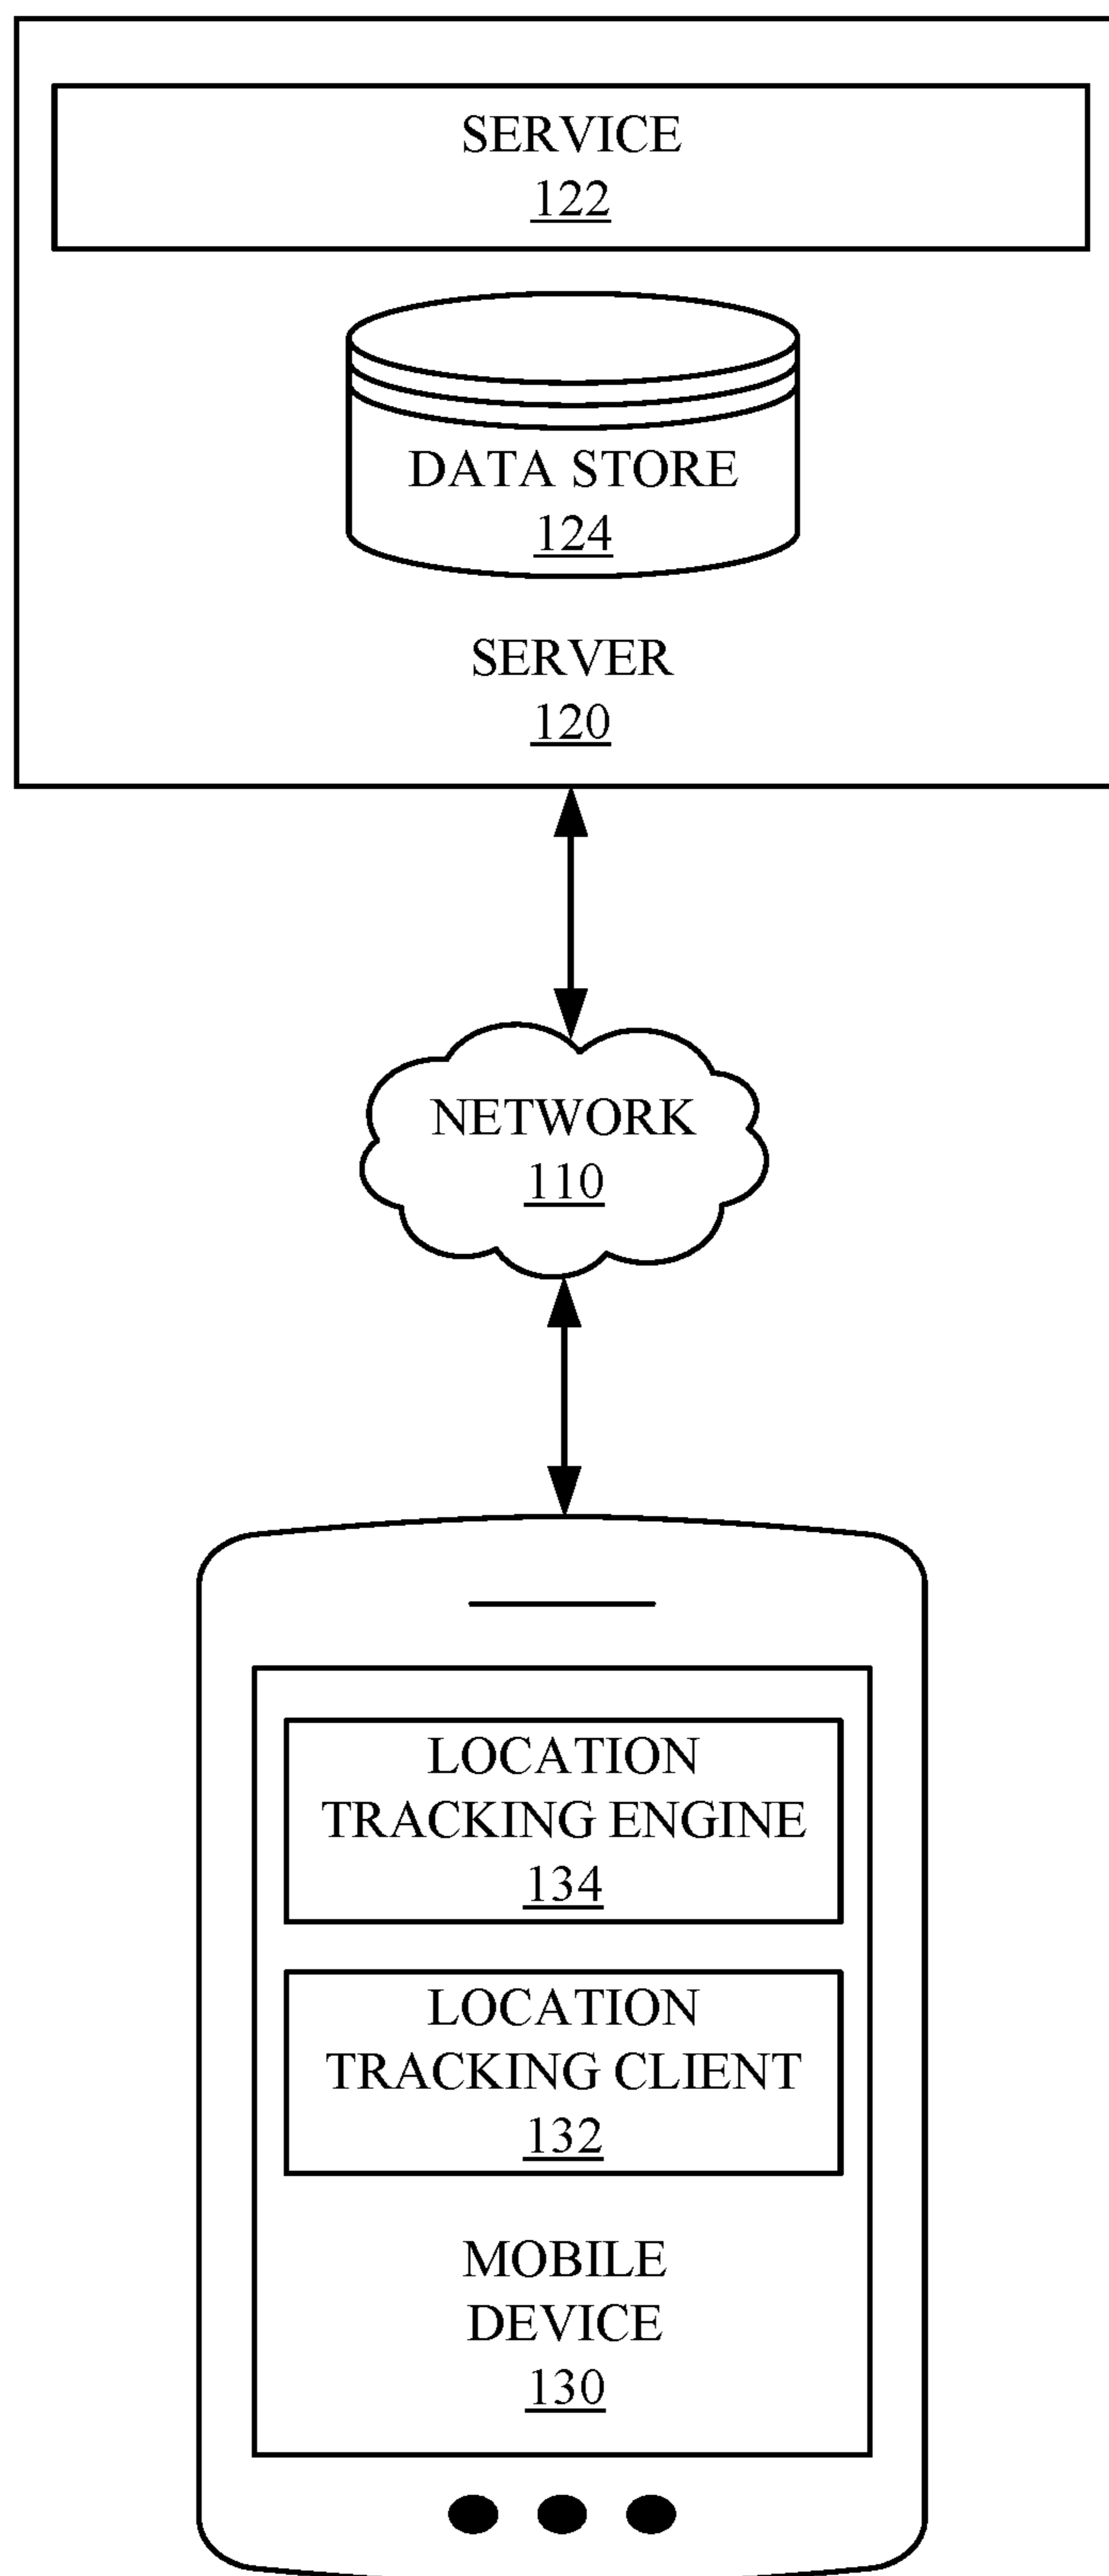 SERVICE
122
DATA STORE
124
SERVER
120
NETWORK
110
LOCATION
TRACKING ENGINE
134
LOCATION
TRACKING CLIENT
132
MOBILE
DEVICE
130